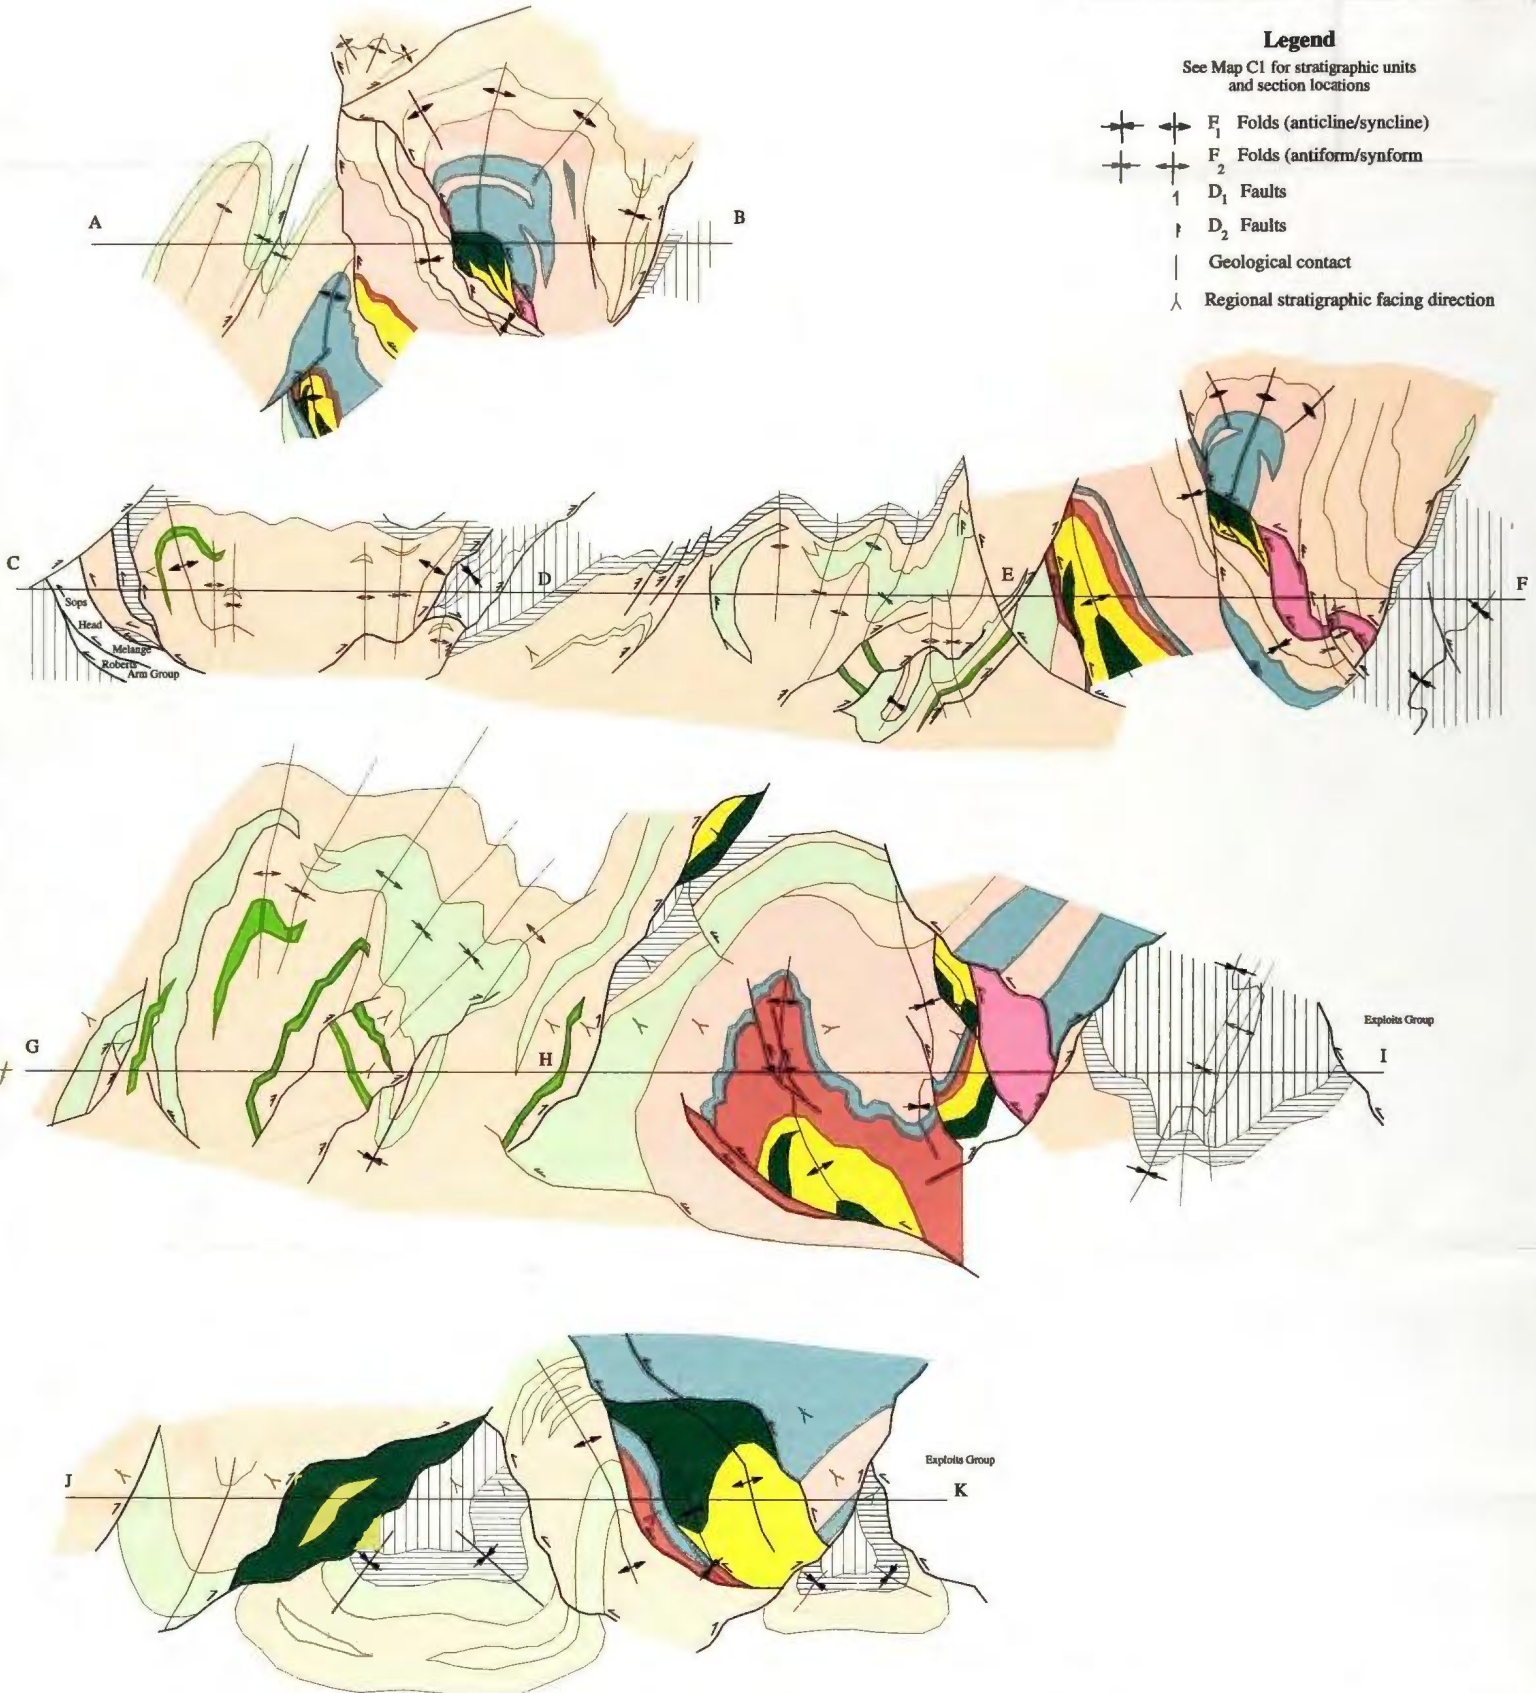 Legend
See Map C1 for stratigraphic units
and section locations
F1 Folds (anticline/syncline)
F2 Folds (antiform/synform
D1 Faults
D2 Faults
Geological contact
Regional stratigraphic facing direction
A
B
C
D
E
F
Sops
Head
Melange
Roberts
Arm Group
G
H
I
Exploits Group
J
K
Exploits Group